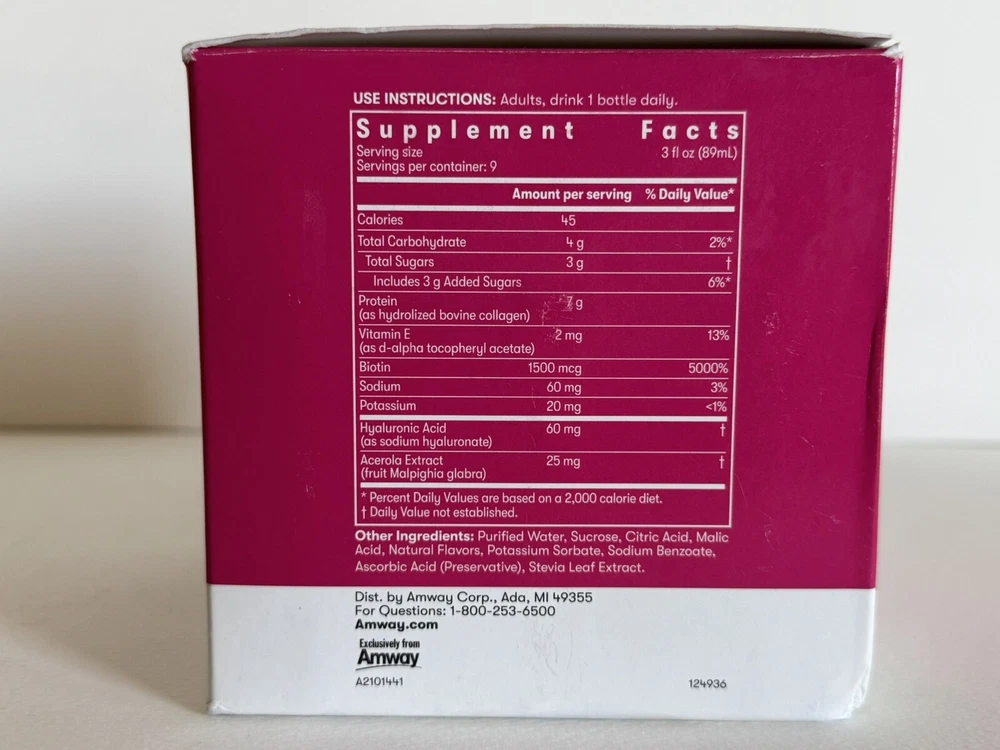 USE INSTRUCTIONS: Adults, drink 1 bottle daily.
Supplement Facts
Serving size 3 fl oz (89mL)
Servings per container: 9
Amount per serving % Daily Value*
Calories 45
Total Carbohydrate 4 g 2%*
Total Sugars 3 g †
Includes 3 g Added Sugars 6%*
Protein 7 g
(as hydrolized bovine collagen)
Vitamin E 2 mg 13%
(as d-alpha tocopheryl acetate)
Biotin 1500 mcg 5000%
Sodium 60 mg 3%
Potassium 20 mg <1%
Hyaluronic Acid 60 mg †
(as sodium hyaluronate)
Acerola Extract 25 mg †
(fruit Malpighia glabra)
* Percent Daily Values are based on a 2,000 calorie diet.
† Daily Value not established.
Other Ingredients: Purified Water, Sucrose, Citric Acid, Malic
Acid, Natural Flavors, Potassium Sorbate, Sodium Benzoate,
Ascorbic Acid (Preservative), Stevia Leaf Extract.
Dist. by Amway Corp., Ada, MI 49355
For Questions: 1-800-253-6500
Amway.com
Exclusively from
Amway
A2101441 124936